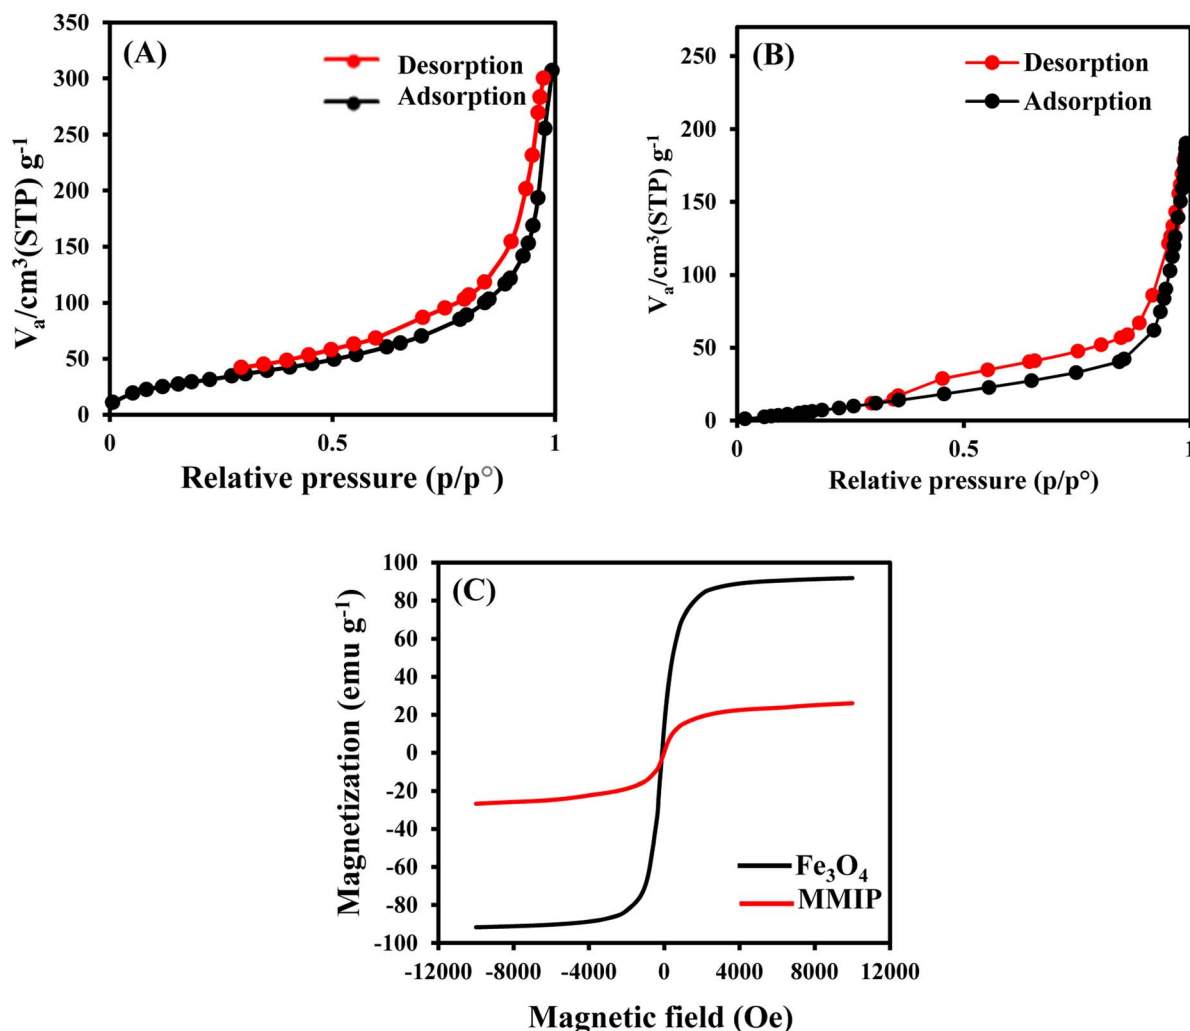 (A)
Desorption
Adsorption
350
300
250
200
150
100
50
0
0 0.5 1
Vₐ/cm³(STP) g⁻¹
Relative pressure (p/p°)
(B)
Desorption
Adsorption
250
200
150
100
50
0
0 0.5 1
Vₐ/cm³(STP) g⁻¹
Relative pressure (p/p°)
(C)
100
80
60
40
20
0
-20
-40
-60
-80
-100
-12000 -8000 -4000 0 4000 8000 12000
Magnetization (emu g⁻¹)
Fe₃O₄
MMIP
Magnetic field (Oe)